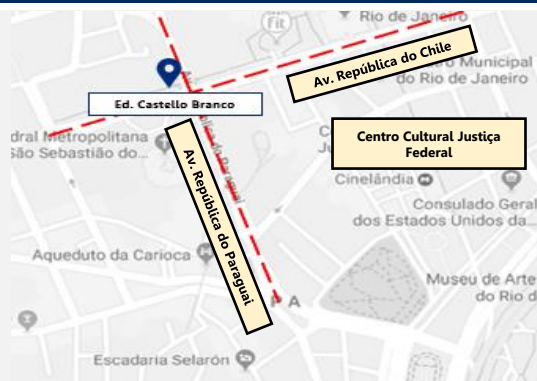 Rio de Janeiro
Fit
Av. República do Chile
Municipal
do Rio de Janeiro
Ed. Castello Branco
dral Metropolitana
São Sebastião do...
Av. República do Paraguai
Centro Cultural Justiça
Federal
Cinelândia
Consulado Geral
dos Estados Unidos da...
Aqueduto da Carioca
Museu de Arte
do Rio d
P A
Escadaria Selarón